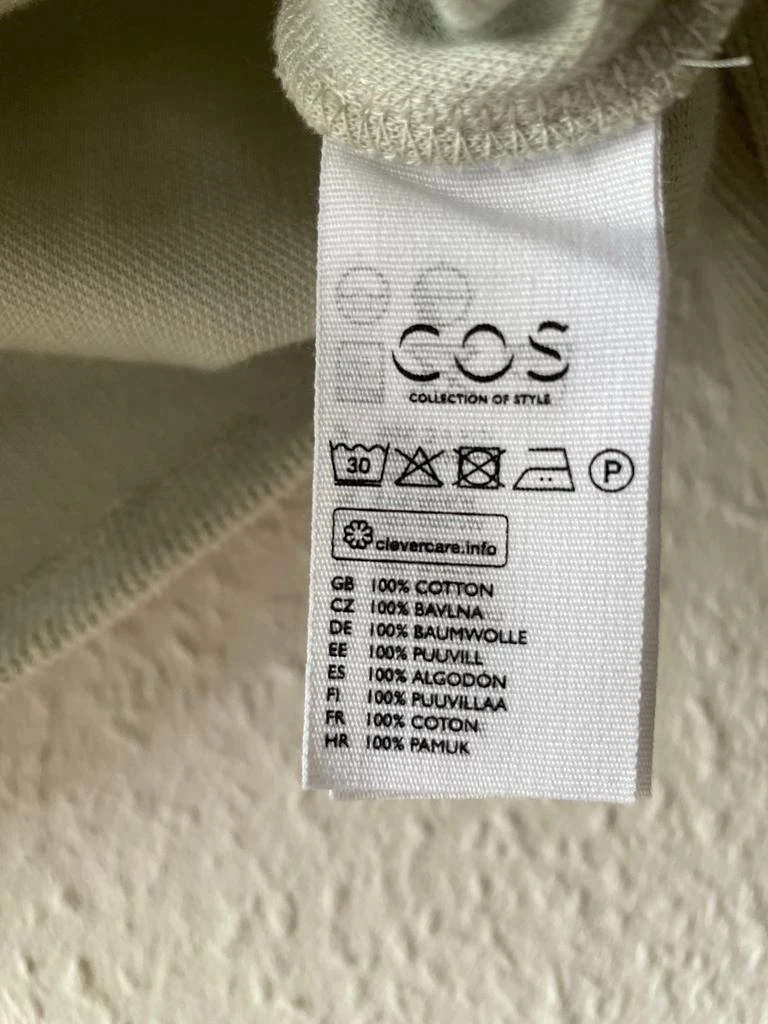 COS
COLLECTION OF STYLE
30 P
clevercare.info
GB 100% COTTON
CZ 100% BAVLNA
DE 100% BAUMWOLLE
EE 100% PUUVILL
ES 100% ALGODÓN
FI 100% PUUVILLAA
FR 100% COTON
HR 100% PAMUK